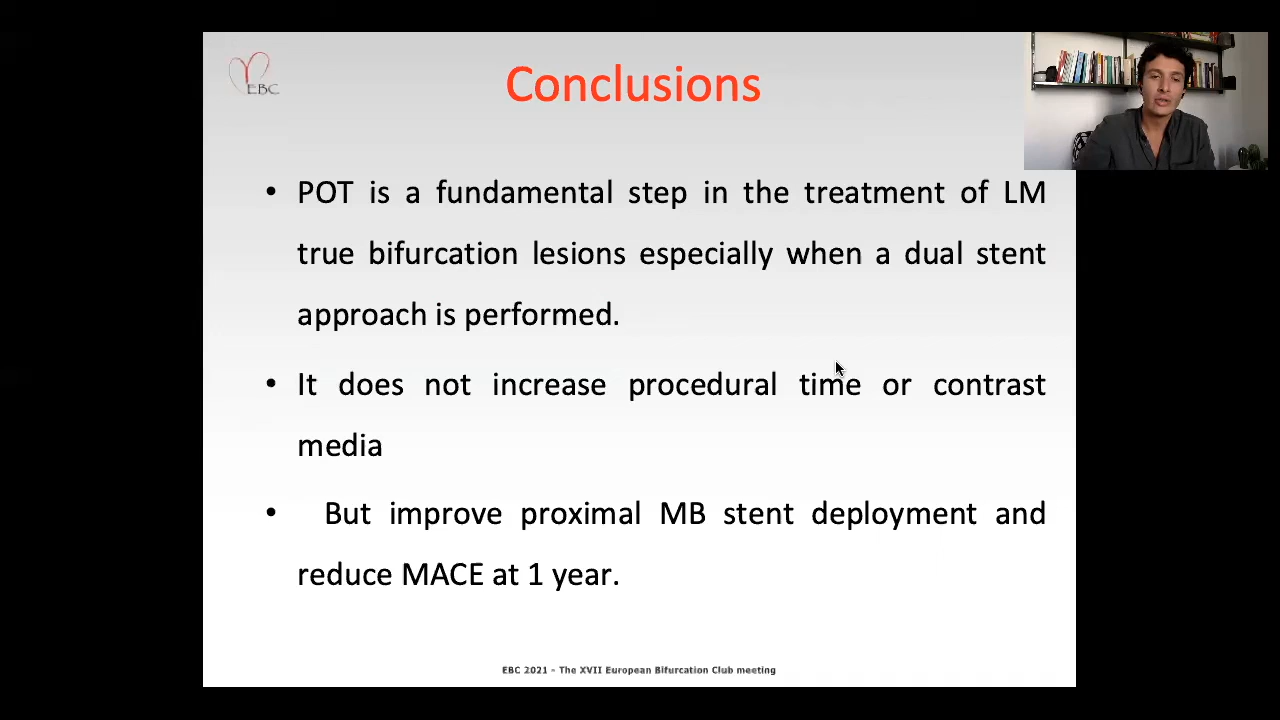 EBC
Conclusions
• POT is a fundamental step in the treatment of LM
true bifurcation lesions especially when a dual stent
approach is performed.
• It does not increase procedural time or contrast
media
• But improve proximal MB stent deployment and
reduce MACE at 1 year.
EBC 2021 - The XVII European Bifurcation Club meeting